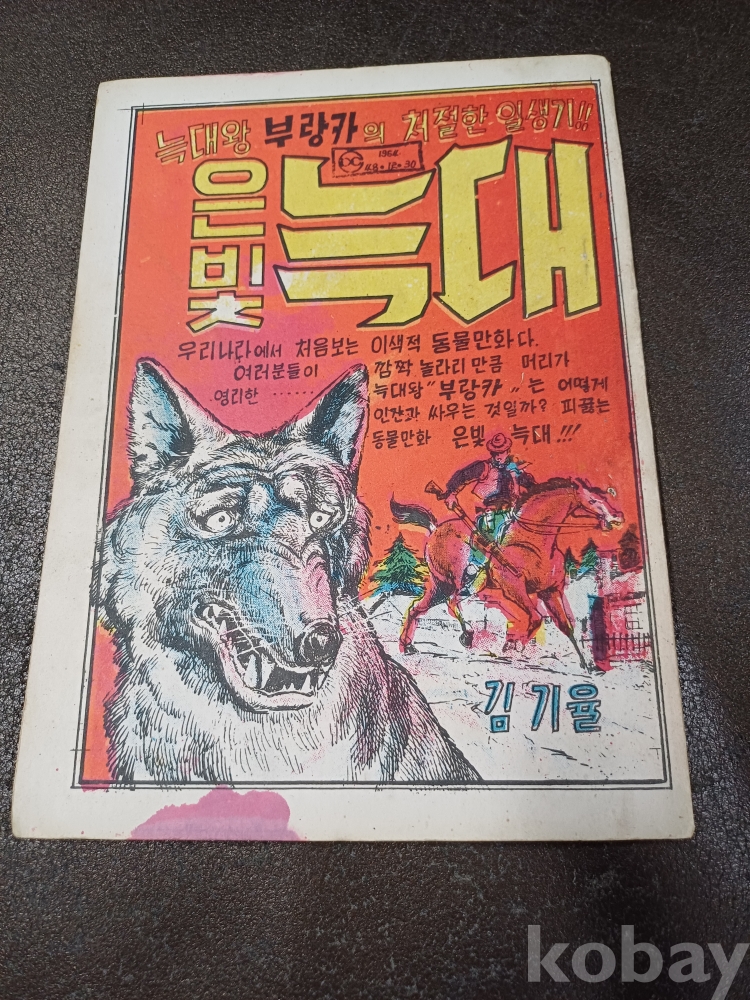 늑대왕 부랑카의 처절한 일생기!!
1964
48•12•30
은빛 늑대
우리나라에서 처음보는 이색적 동물만화다.
여러분들이 깜짝 놀라리 만큼 머리가
영리한 …… 늑대왕 "부랑카" 는 어떻게
인잔과 싸우는 것일까? 피끓는
동물만화 은빛 늑대!!!
김기율
kobay